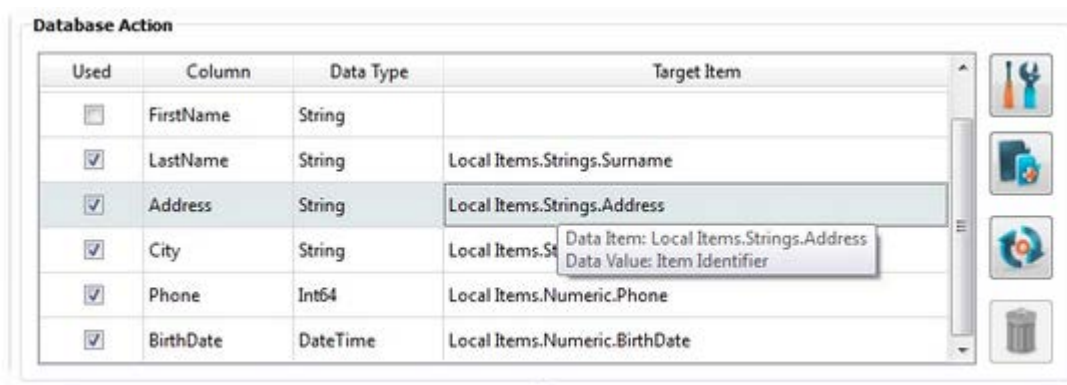 Database Action
Used Column Data Type Target Item
FirstName String
LastName String Local Items.Strings.Surname
Address String Local Items.Strings.Address
City String Local Items.St
Data Item: Local Items.Strings.Address
Data Value: Item Identifier
Phone Int64 Local Items.Numeric.Phone
BirthDate DateTime Local Items.Numeric.BirthDate